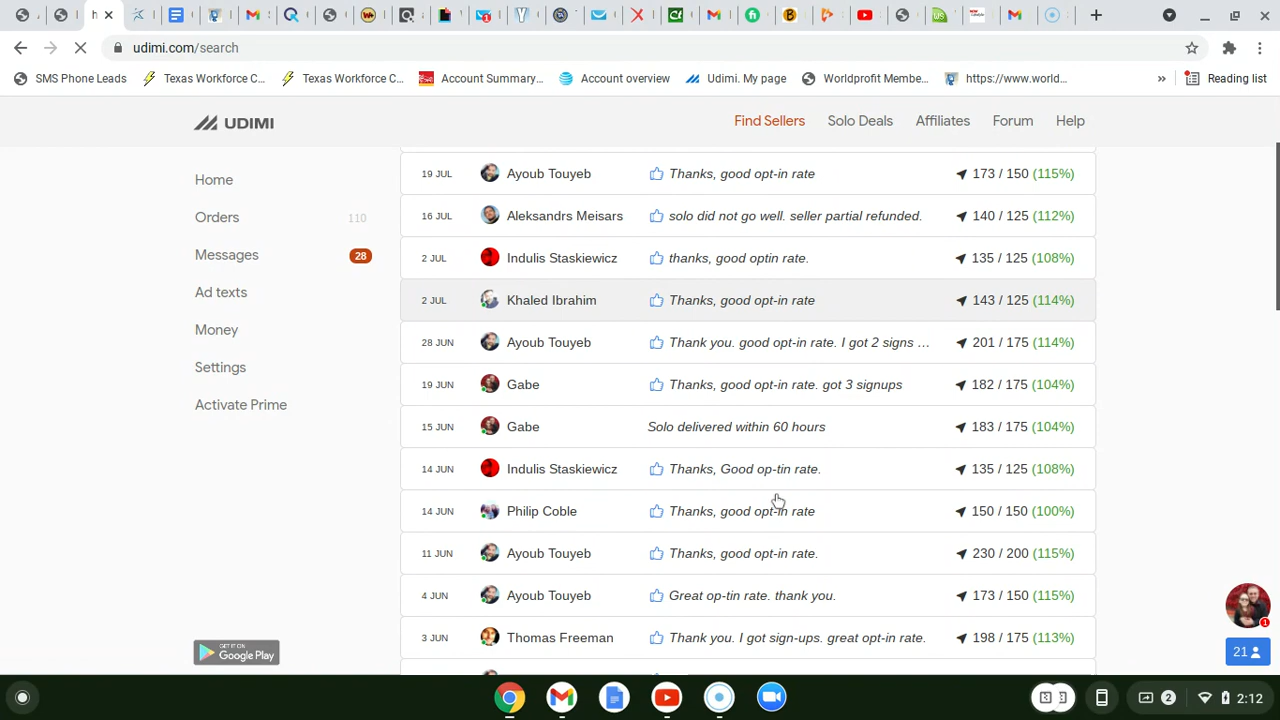 udimi.com/search
SMS Phone Leads
Texas Workforce C...
Texas Workforce C...
Account Summary...
Account overview
Udimi. My page
Worldprofit Membe...
https://www.world...
»
Reading list
UDIMI
Find Sellers
Solo Deals
Affiliates
Forum
Help
Home
Orders 110
Messages 28
Ad texts
Money
Settings
Activate Prime
19 JUL Ayoub Touyeb Thanks, good opt-in rate 173 / 150 (115%)
16 JUL Aleksandrs Meisars solo did not go well. seller partial refunded. 140 / 125 (112%)
2 JUL Indulis Staskiewicz thanks, good optin rate. 135 / 125 (108%)
2 JUL Khaled Ibrahim Thanks, good opt-in rate 143 / 125 (114%)
28 JUN Ayoub Touyeb Thank you. good opt-in rate. I got 2 signs ... 201 / 175 (114%)
19 JUN Gabe Thanks, good opt-in rate. got 3 signups 182 / 175 (104%)
15 JUN Gabe Solo delivered within 60 hours 183 / 175 (104%)
14 JUN Indulis Staskiewicz Thanks, Good op-tin rate. 135 / 125 (108%)
14 JUN Philip Coble Thanks, good opt-in rate 150 / 150 (100%)
11 JUN Ayoub Touyeb Thanks, good opt-in rate. 230 / 200 (115%)
4 JUN Ayoub Touyeb Great op-tin rate. thank you. 173 / 150 (115%)
3 JUN Thomas Freeman Thank you. I got sign-ups. great opt-in rate. 198 / 175 (113%)
GET IT ON
Google Play
1
21
2
2:12